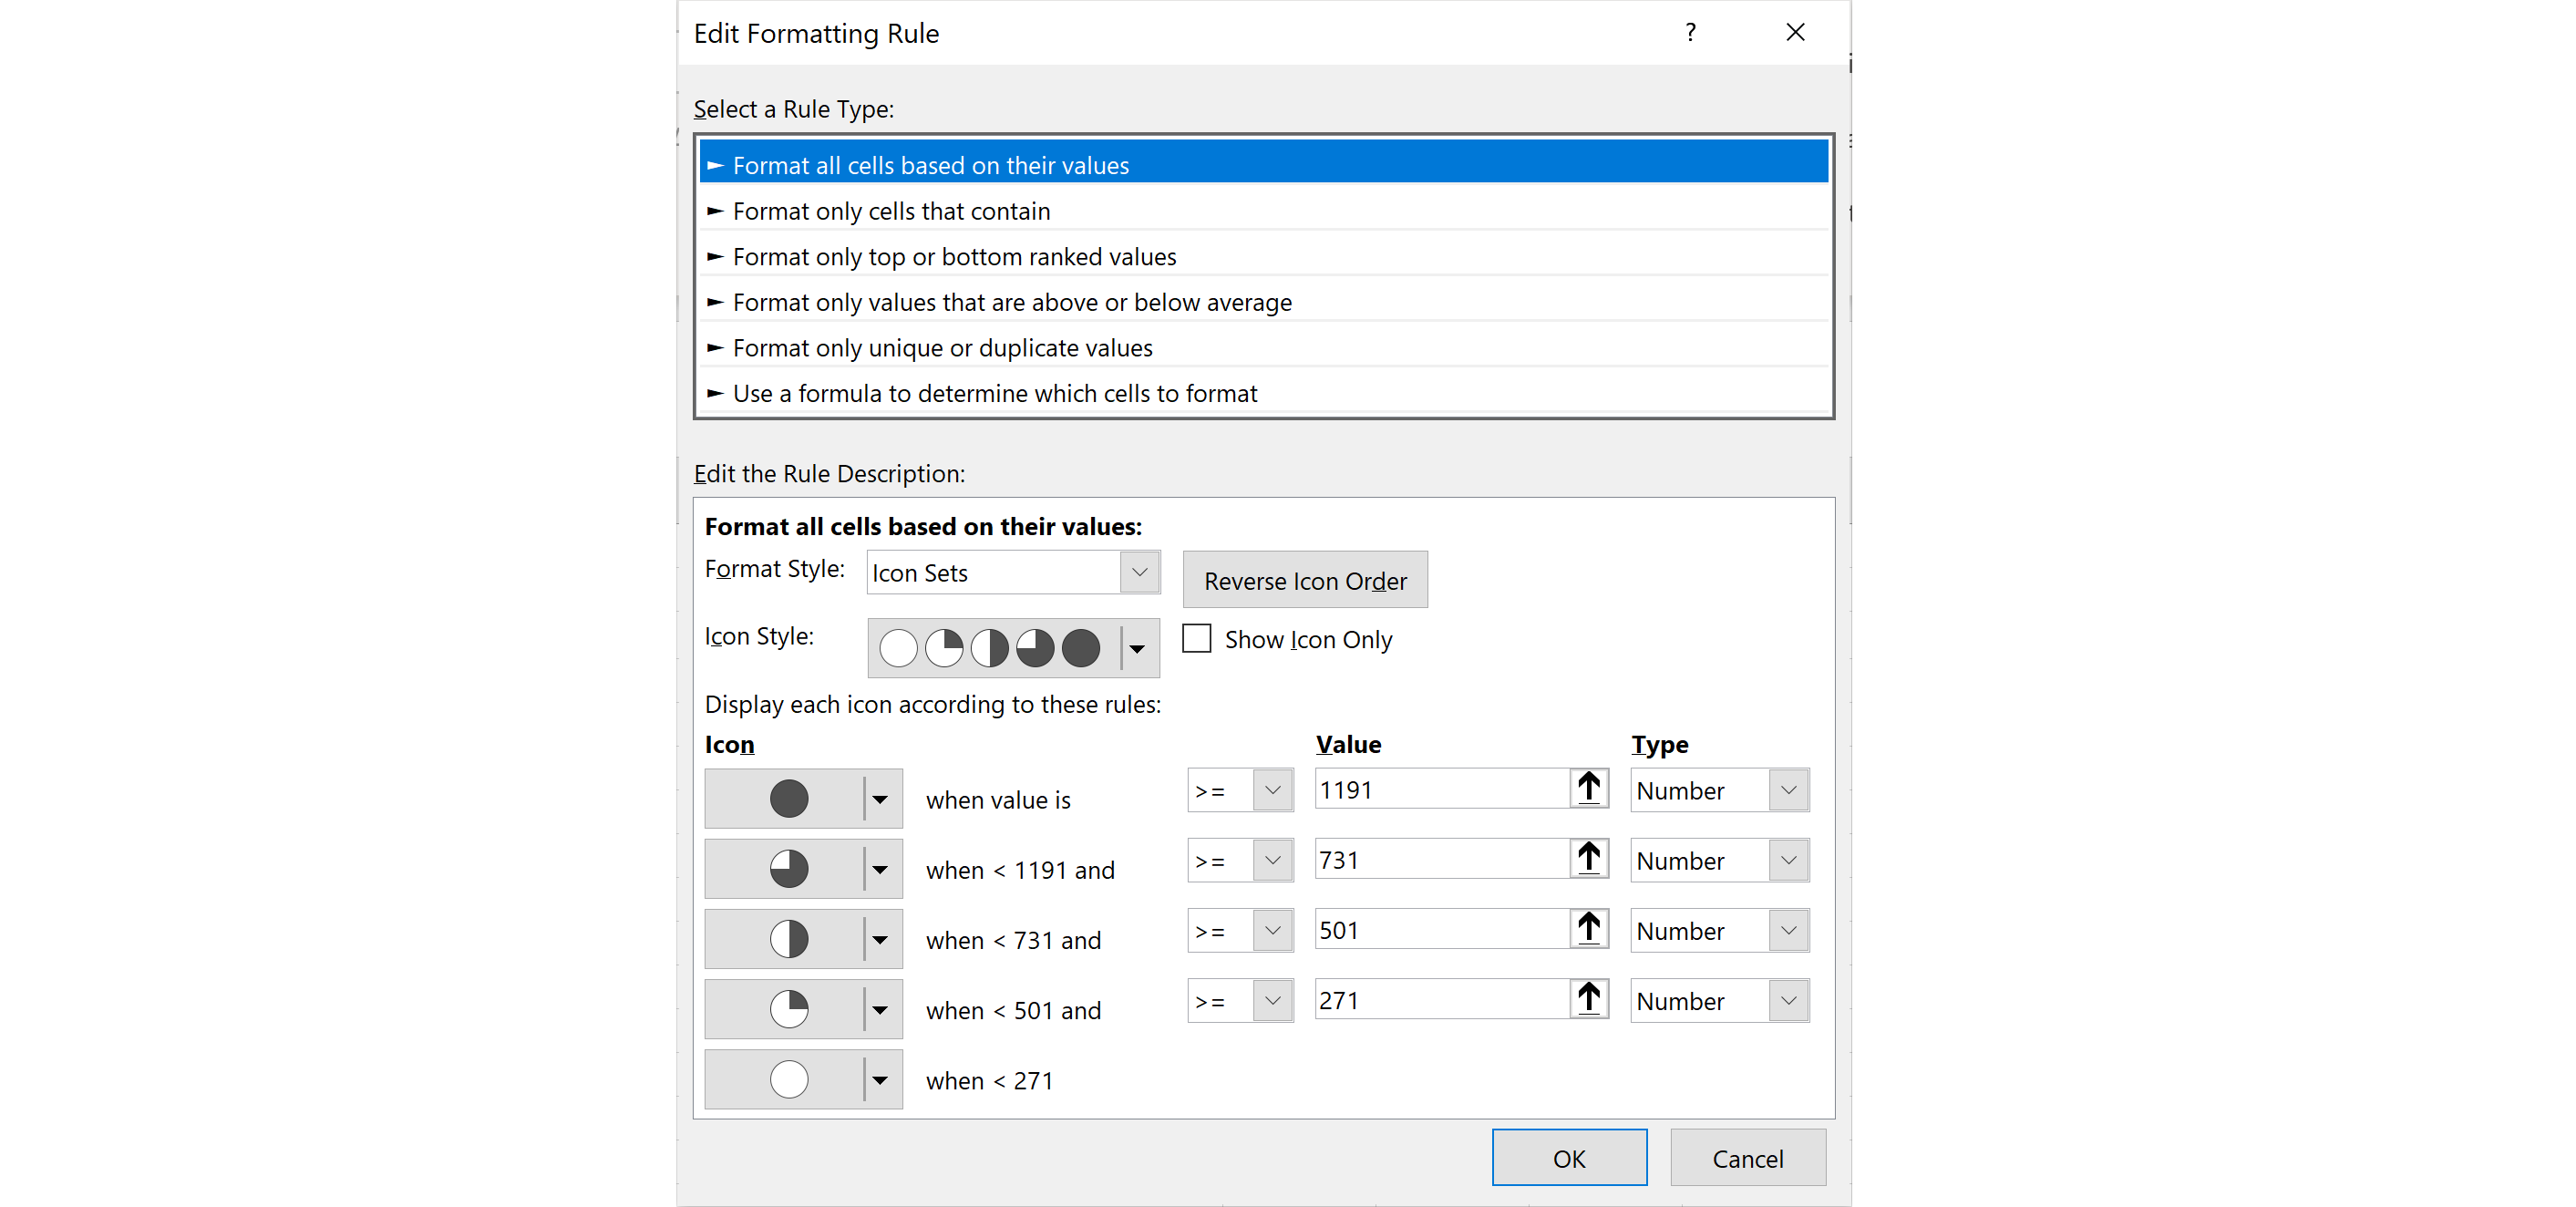 Edit Formatting Rule ?
Select a Rule Type:
► Format all cells based on their values
► Format only cells that contain
► Format only top or bottom ranked values
► Format only values that are above or below average
► Format only unique or duplicate values
► Use a formula to determine which cells to format
Edit the Rule Description:
Format all cells based on their values:
Format Style: Icon Sets Reverse Icon Order
Icon Style: Show Icon Only
Display each icon according to these rules:
Icon Value Type
when value is >= 1191 Number
when < 1191 and >= 731 Number
when < 731 and >= 501 Number
when < 501 and >= 271 Number
when < 271
OK Cancel